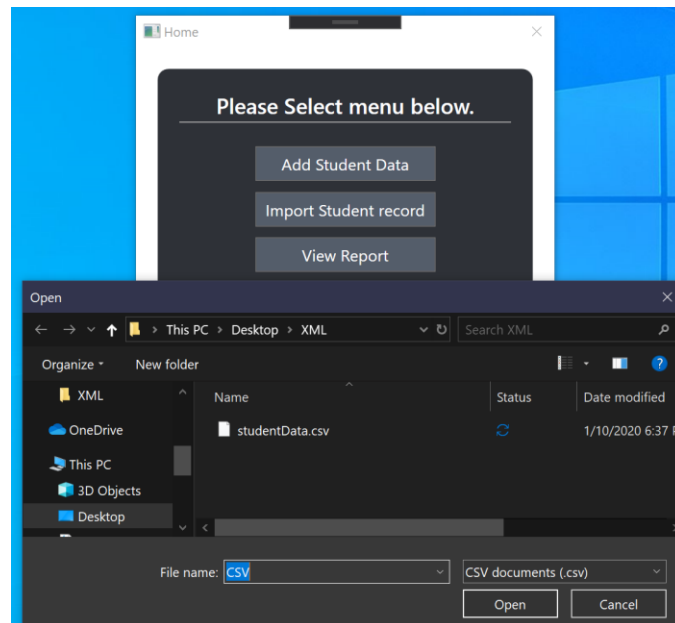 Home
Please Select menu below.
Add Student Data
Import Student record
View Report
Open
This PC > Desktop > XML
Search XML
Organize
New folder
XML
Name
Status
Date modified
OneDrive
studentData.csv
1/10/2020 6:37
This PC
3D Objects
Desktop
File name: CSV
CSV documents (.csv)
Open
Cancel